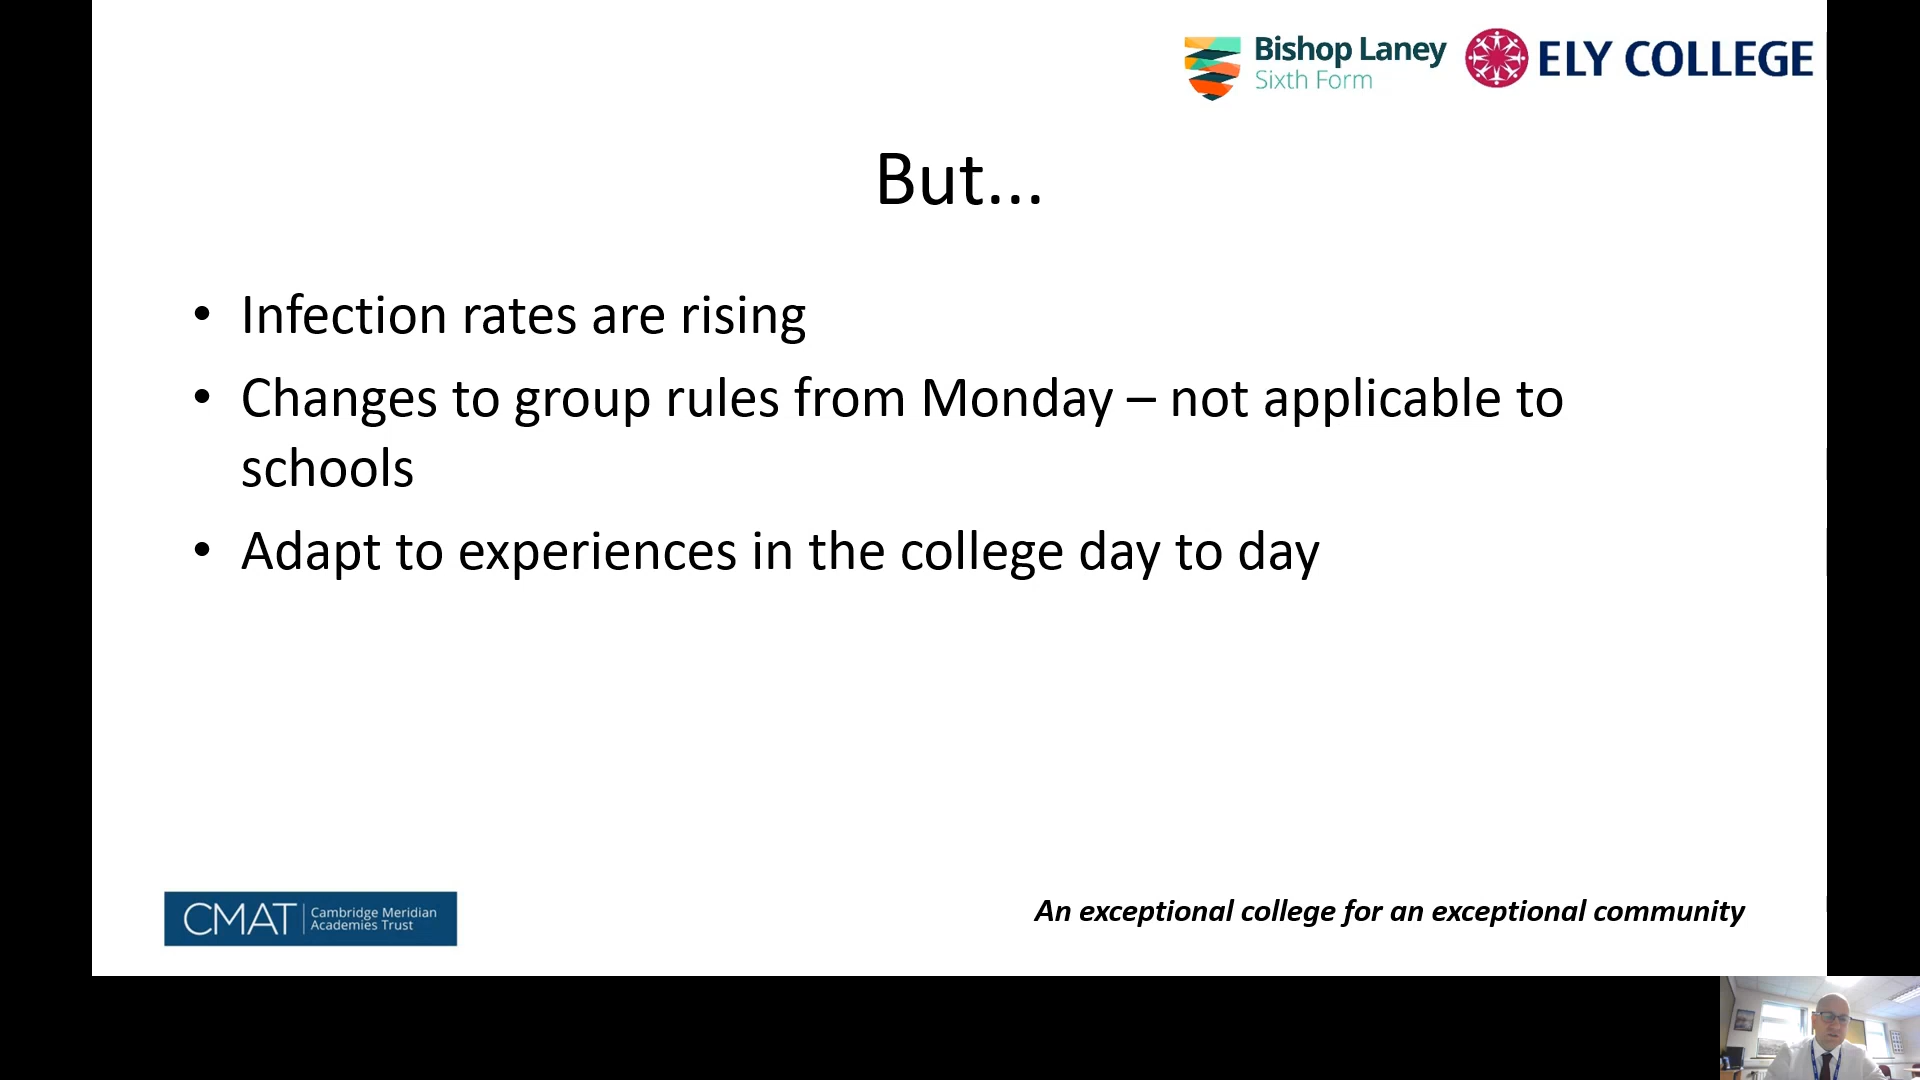 Bishop Laney
Sixth Form
ELY COLLEGE
But...
• Infection rates are rising
• Changes to group rules from Monday – not applicable to
schools
• Adapt to experiences in the college day to day
CMAT
Cambridge Meridian
Academies Trust
An exceptional college for an exceptional community